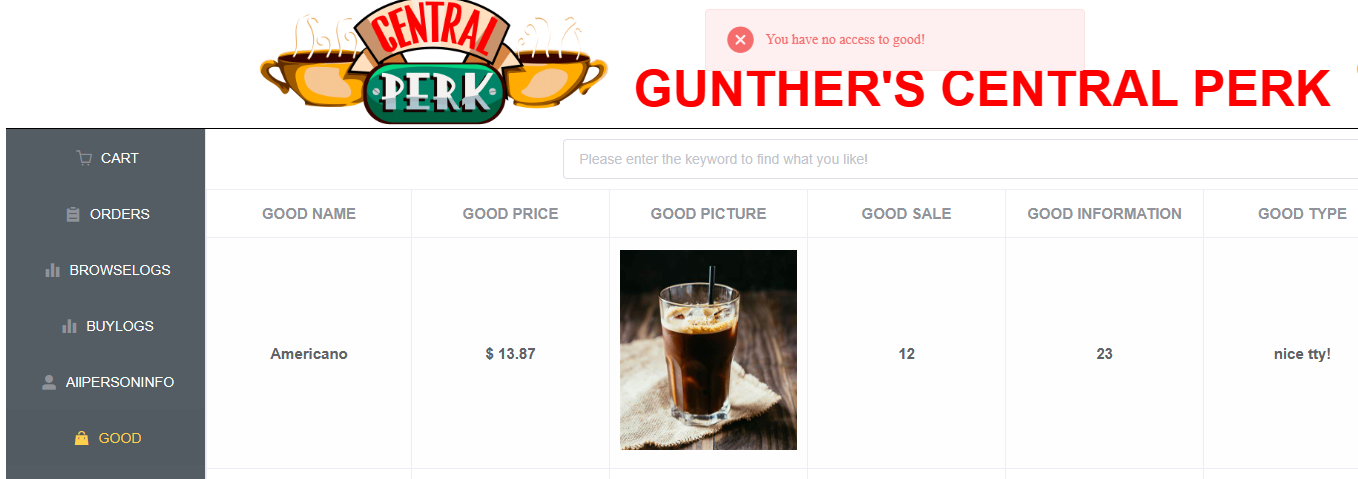 CENTRAL
PERK
You have no access to good!
GUNTHER'S CENTRAL PERK
CART
Please enter the keyword to find what you like!
ORDERS
GOOD NAME GOOD PRICE GOOD PICTURE GOOD SALE GOOD INFORMATION GOOD TYPE
BROWSELOGS
BUYLOGS
Americano $ 13.87 12 23 nice tty!
AllPERSONINFO
GOOD